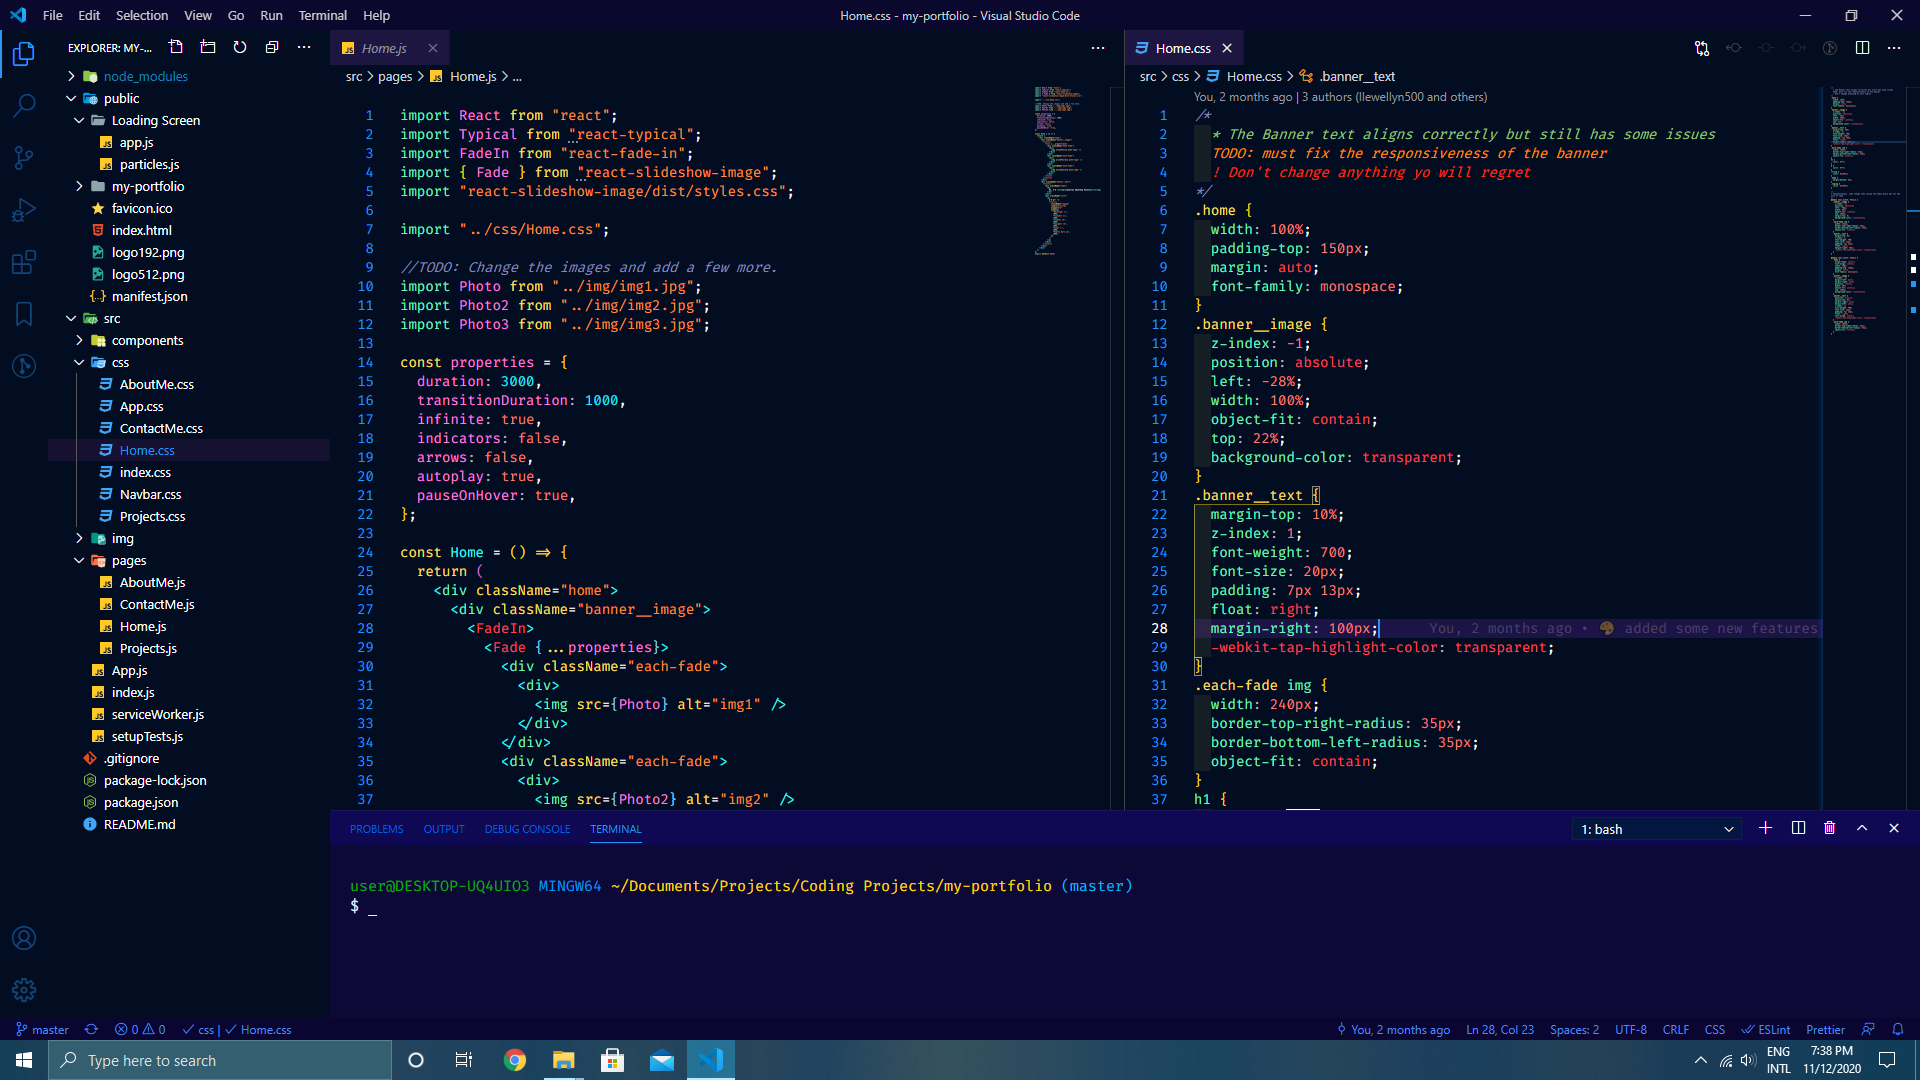 File Edit Selection View Go Run Terminal Help
Home.css - my-portfolio - Visual Studio Code
EXPLORER: MY-...
node_modules
public
Loading Screen
app.js
particles.js
my-portfolio
favicon.ico
index.html
logo192.png
logo512.png
manifest.json
src
components
css
AboutMe.css
App.css
ContactMe.css
Home.css
index.css
Navbar.css
Projects.css
img
pages
AboutMe.js
ContactMe.js
Home.js
Projects.js
App.js
index.js
serviceWorker.js
setupTests.js
.gitignore
package-lock.json
package.json
README.md
Home.js
src > pages > Home.js > ...
1 import React from "react";
2 import Typical from "react-typical";
3 import FadeIn from "react-fade-in";
4 import { Fade } from "react-slideshow-image";
5 import "react-slideshow-image/dist/styles.css";
6
7 import "../css/Home.css";
8
9 //TODO: Change the images and add a few more.
10 import Photo from "../img/img1.jpg";
11 import Photo2 from "../img/img2.jpg";
12 import Photo3 from "../img/img3.jpg";
13
14 const properties = {
15 duration: 3000,
16 transitionDuration: 1000,
17 infinite: true,
18 indicators: false,
19 arrows: false,
20 autoplay: true,
21 pauseOnHover: true,
22 };
23
24 const Home = () => {
25 return (
26 <div className="home">
27 <div className="banner__image">
28 <FadeIn>
29 <Fade {...properties}>
30 <div className="each-fade">
31 <div>
32 <img src={Photo} alt="img1" />
33 </div>
34 </div>
35 <div className="each-fade">
36 <div>
37 <img src={Photo2} alt="img2" />
Home.css
src > css > Home.css > .banner__text
You, 2 months ago | 3 authors (llewellyn500 and others)
1 /*
2 * The Banner text aligns correctly but still has some issues
3 TODO: must fix the responsiveness of the banner
4 ! Don't change anything yo will regret
5 */
6 .home {
7 width: 100%;
8 padding-top: 150px;
9 margin: auto;
10 font-family: monospace;
11 }
12 .banner__image {
13 z-index: -1;
14 position: absolute;
15 left: -28%;
16 width: 100%;
17 object-fit: contain;
18 top: 22%;
19 background-color: transparent;
20 }
21 .banner__text {
22 margin-top: 10%;
23 z-index: 1;
24 font-weight: 700;
25 font-size: 20px;
26 padding: 7px 13px;
27 float: right;
28 margin-right: 100px; You, 2 months ago • 🎨 added some new features
29 -webkit-tap-highlight-color: transparent;
30 }
31 .each-fade img {
32 width: 240px;
33 border-top-right-radius: 35px;
34 border-bottom-left-radius: 35px;
35 object-fit: contain;
36 }
37 h1 {
PROBLEMS OUTPUT DEBUG CONSOLE TERMINAL
1: bash
user@DESKTOP-UQ4UIO3 MINGW64 ~/Documents/Projects/Coding Projects/my-portfolio (master)
$ _
master 0 0 css | Home.css
You, 2 months ago Ln 28, Col 23 Spaces: 2 UTF-8 CRLF CSS ESLint Prettier
Type here to search
ENG
INTL
7:38 PM
11/12/2020